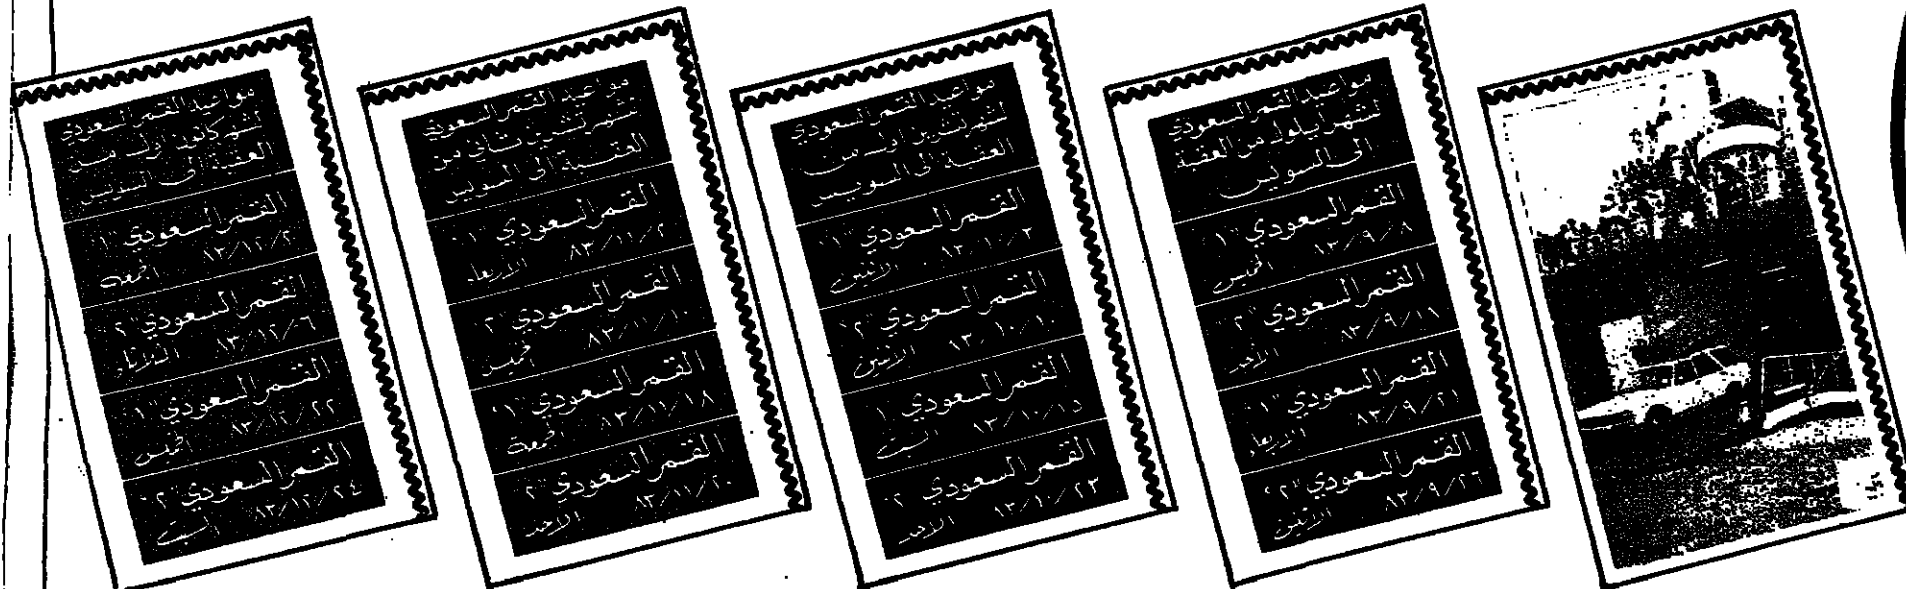 مواعيد القمر السعودي
لشهر ايلول من العقبة
الى السويس
القمر السعودي "١"
٨٣/٩/٨ الخميس
القمر السعودي "٢"
٨٣/٩/١١ الاحد
القمر السعودي "١"
٨٣/٩/٢١ الاربعاء
القمر السعودي "٢"
٨٣/٩/٢٦ الاثنين
مواعيد القمر السعودي
لشهر تشرين اول من
العقبة الى السويس
القمر السعودي "١"
٨٣/١٠/٣ الاثنين
القمر السعودي "٢"
٨٣/١٠/١٠ الاثنين
القمر السعودي "١"
٨٣/١٠/١٥ السبت
القمر السعودي "٢"
٨٣/١٠/٢٣ الاحد
مواعيد القمر السعودي
لشهر تشرين ثاني من
العقبة الى السويس
القمر السعودي "١"
٨٣/١١/٢ الاربعاء
القمر السعودي "٢"
٨٣/١١/١٠ خميس
القمر السعودي "١"
٨٣/١١/١٨ الجمعة
القمر السعودي "٢"
٨٣/١١/٢٠ الاحد
مواعيد القمر السعودي
لشهر كانون اول من
العقبة الى السويس
القمر السعودي "١"
الجمعة
القمر السعودي "٢"
٨٣/١٢/٦
القمر السعودي "١"
٨٣/١٢/٢٢ الخميس
القمر السعودي "٢"
٨٣/١٢/٢٤ السبت